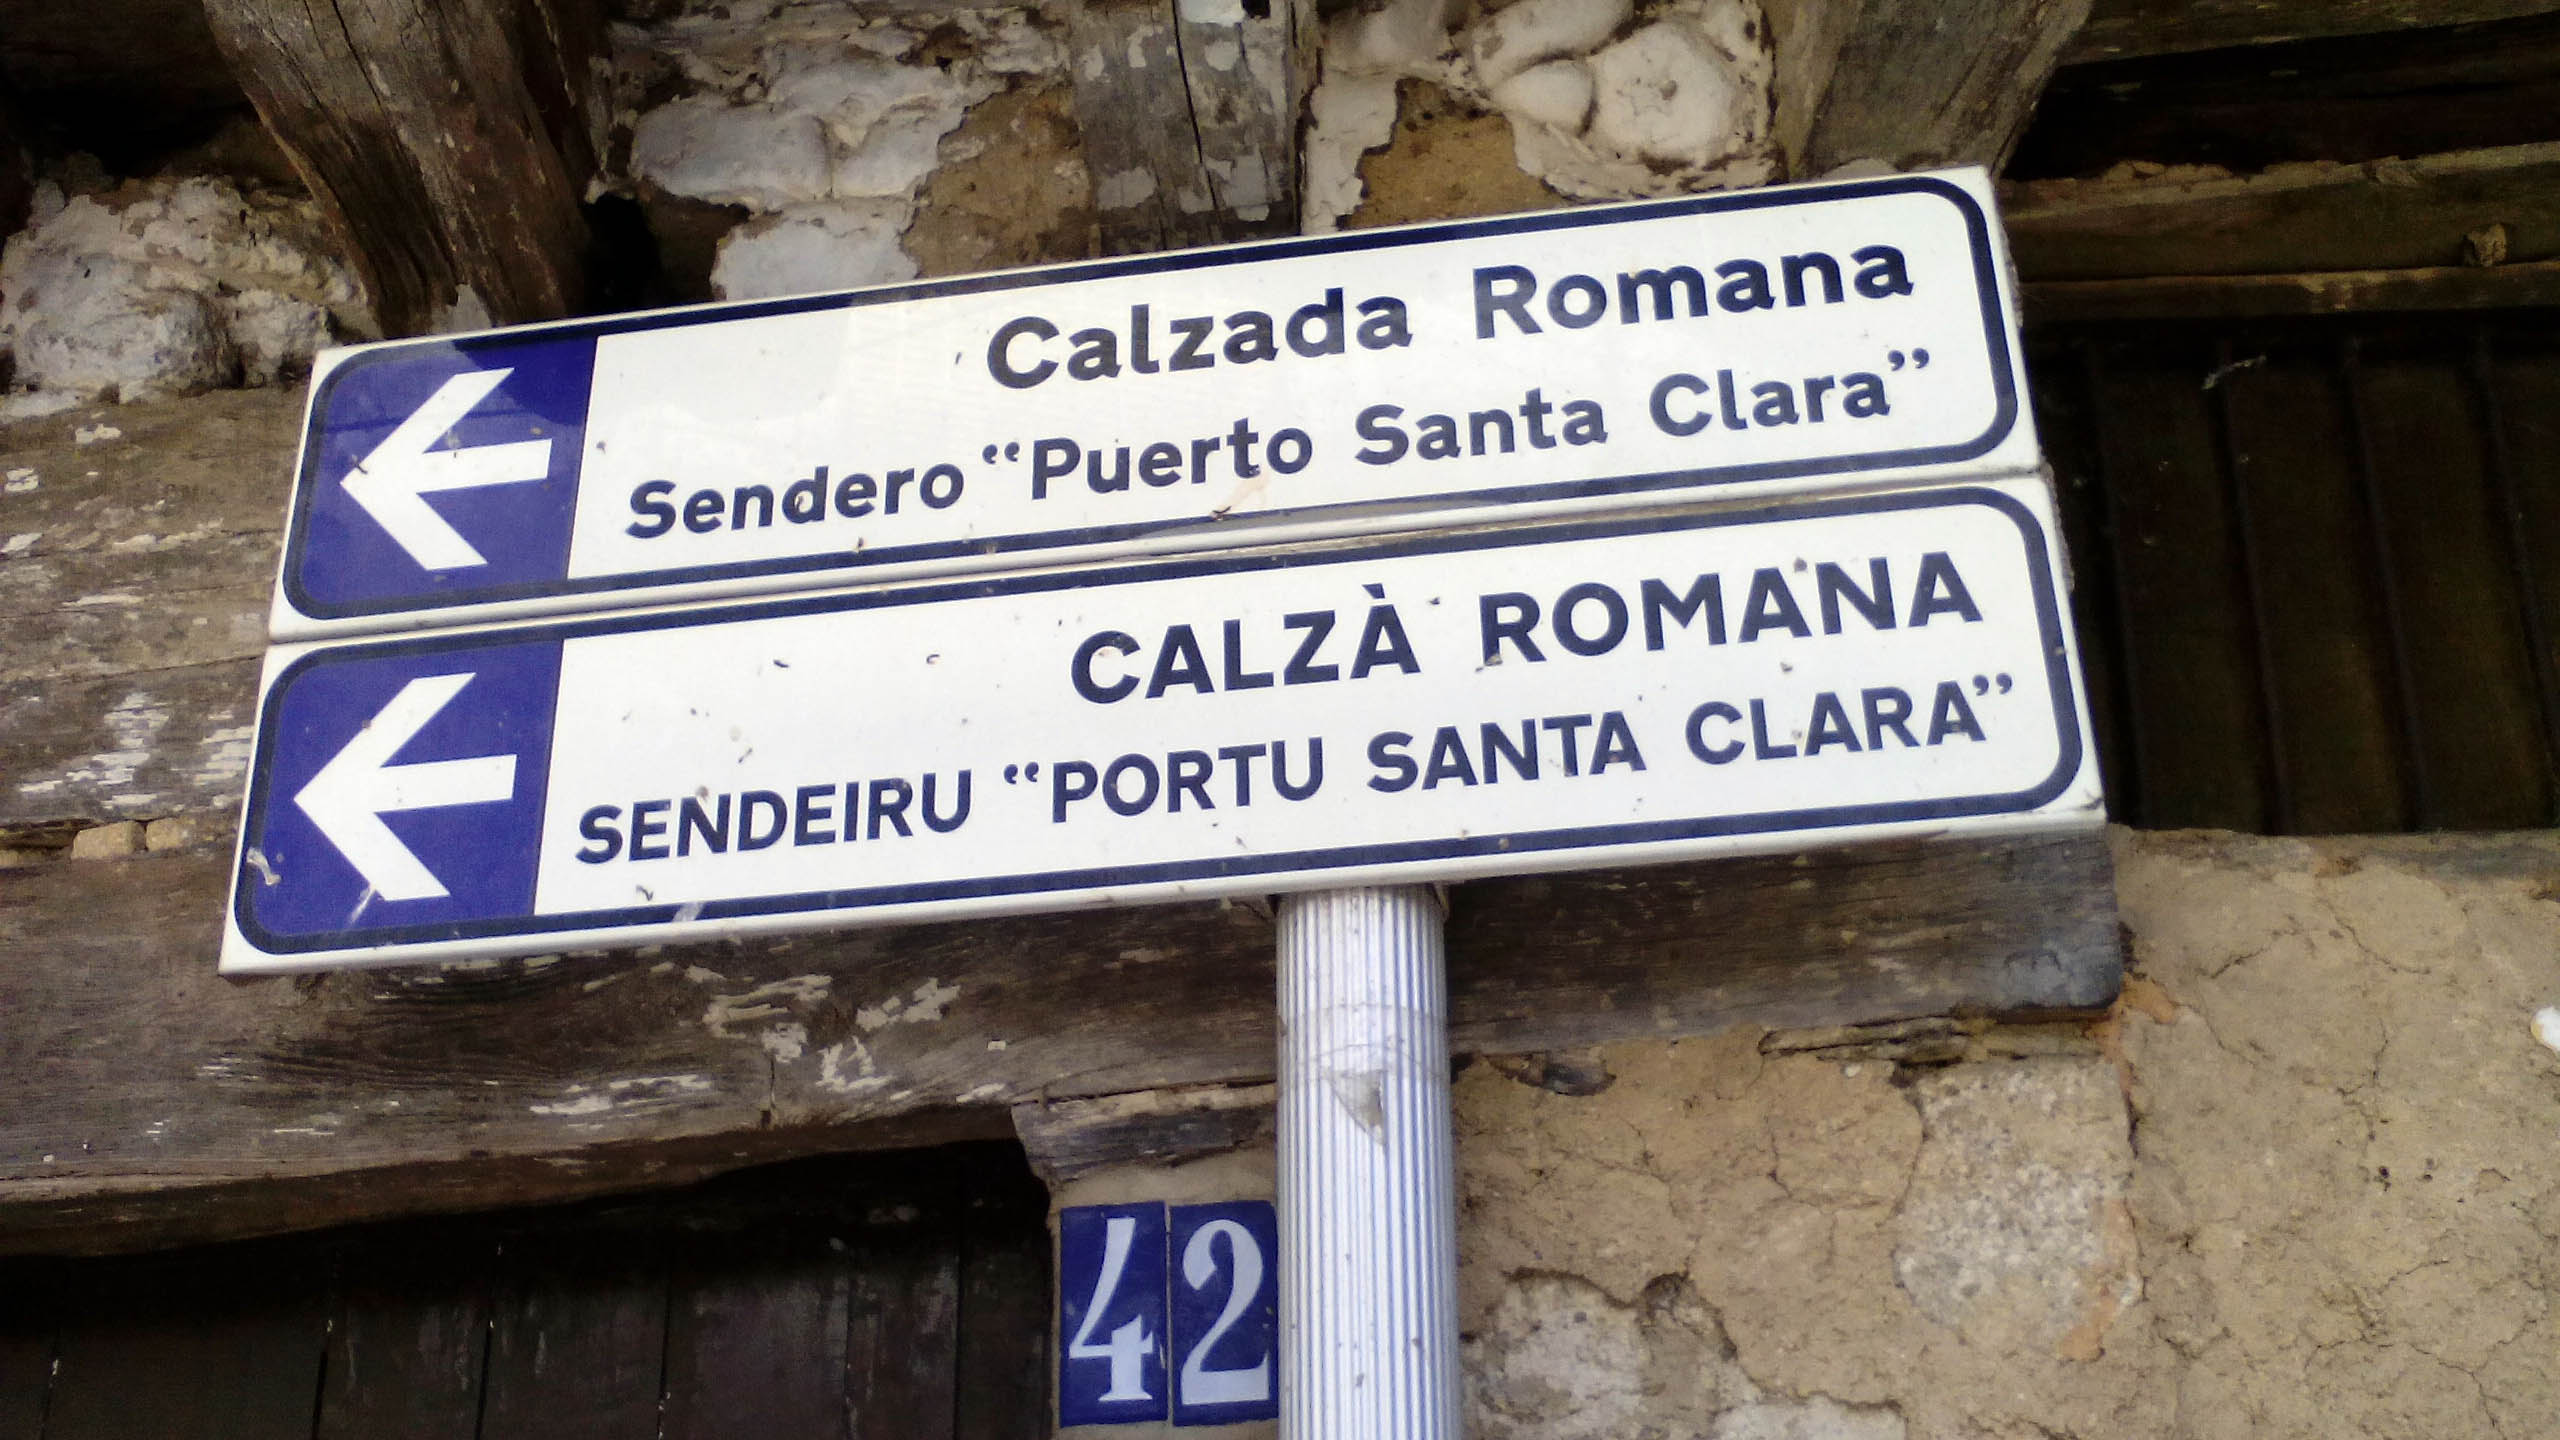 Calzada Romana
Sendero “Puerto Santa Clara”
CALZÀ ROMANA
SENDEIRU “PORTU SANTA CLARA”
42